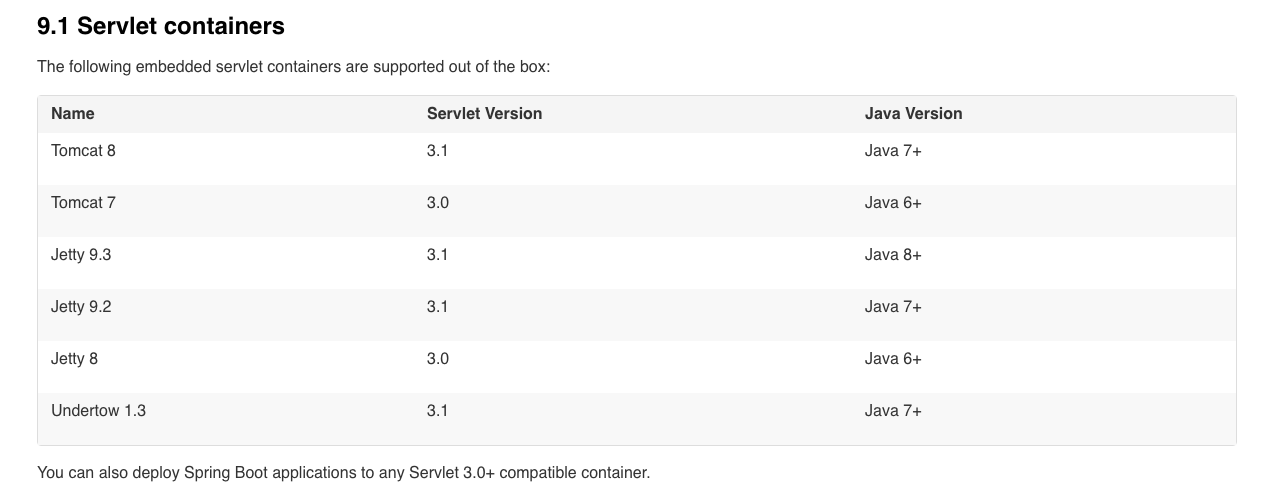 9.1 Servlet containers
The following embedded servlet containers are supported out of the box:
Name Servlet Version Java Version
Tomcat 8 3.1 Java 7+
Tomcat 7 3.0 Java 6+
Jetty 9.3 3.1 Java 8+
Jetty 9.2 3.1 Java 7+
Jetty 8 3.0 Java 6+
Undertow 1.3 3.1 Java 7+
You can also deploy Spring Boot applications to any Servlet 3.0+ compatible container.